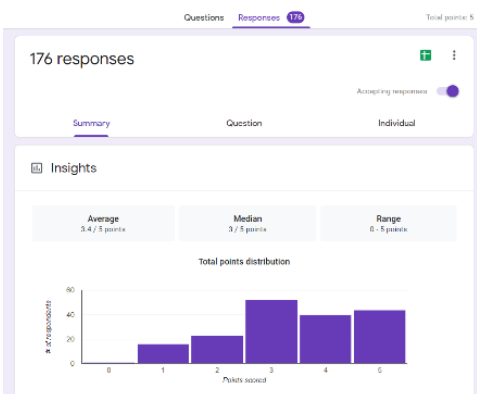 Questions Responses 176 Total points: 5
176 responses
Accepting responses
Summary Question Individual
Insights
Average Median Range
3.4 / 5 points 3 / 5 points 0 - 5 points
Total points distribution
60
40
20
0
# of respondents
0 1 2 3 4 5
Points scored